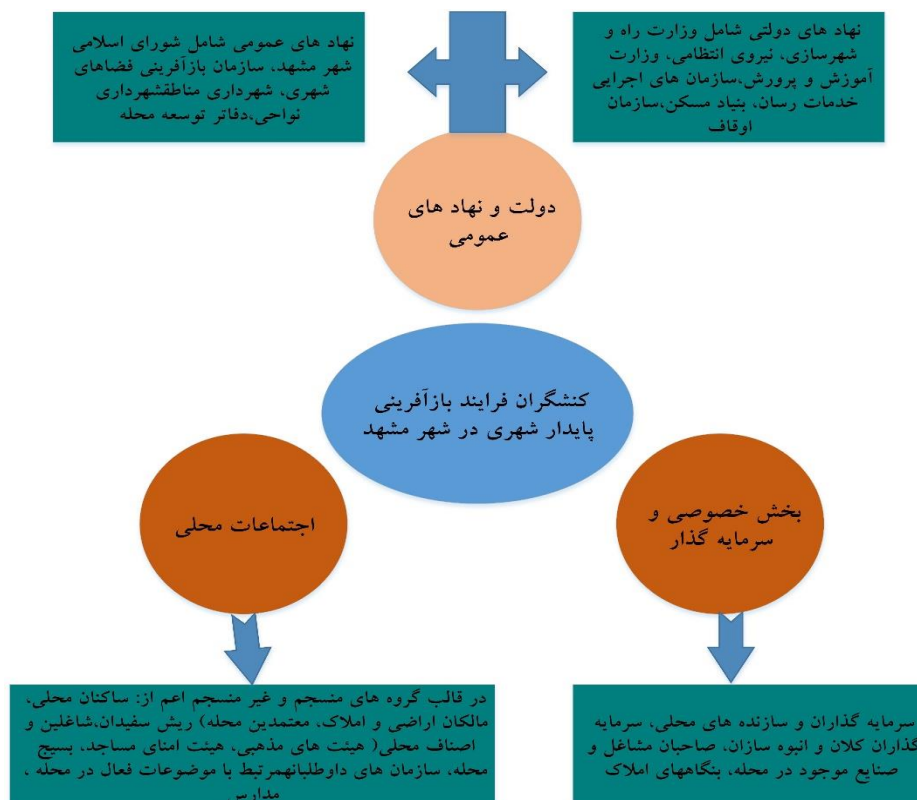 نهاد های دولتی شامل وزارت راه و
شهرسازی، نیروی انتظامی، وزارت
آموزش و پرورش،سازمان های اجرایی
خدمات رسان، بنیاد مسکن،سازمان
اوقاف
نهاد های عمومی شامل شورای اسلامی
شهر مشهد، سازمان بازآفرینی فضاهای
شهری، شهرداری مناطقشهرداری
نواحی،دفاتر توسعه محله
دولت و نهاد های
عمومی
کنشگران فرایند بازآفرینی
پایدار شهری در شهر مشهد
بخش خصوصی و
سرمایه گذار
اجتماعات محلی
سرمایه گذاران و سازنده های محلی، سرمایه
گذاران کلان و انبوه سازان، صاحبان مشاغل و
صنایع موجود در محله، بنگاههای املاک
در قالب گروه های منسجم و غیر منسجم اعم از: ساکنان محلی،
مالکان اراضی و املاک، معتمدین محله) ریش سفیدان،شاغلین و
اصناف محلی( هیئت های مذهبی، هیئت امنای مساجد، بسیج
محله، سازمان های داوطلبانهمرتبط با موضوعات فعال در محله ،
مدارس